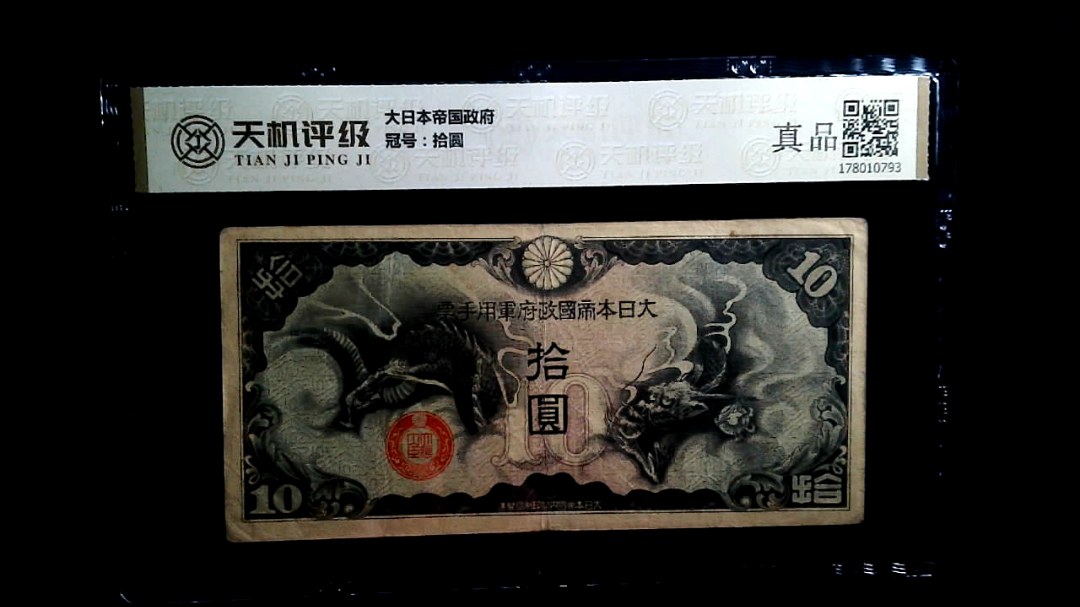 天机评级
TIAN JI PING JI
大日本帝国政府
冠号：拾圆
真品
178010793
拾
10
大日本帝國政府軍用手票
拾
圓
10
10
拾